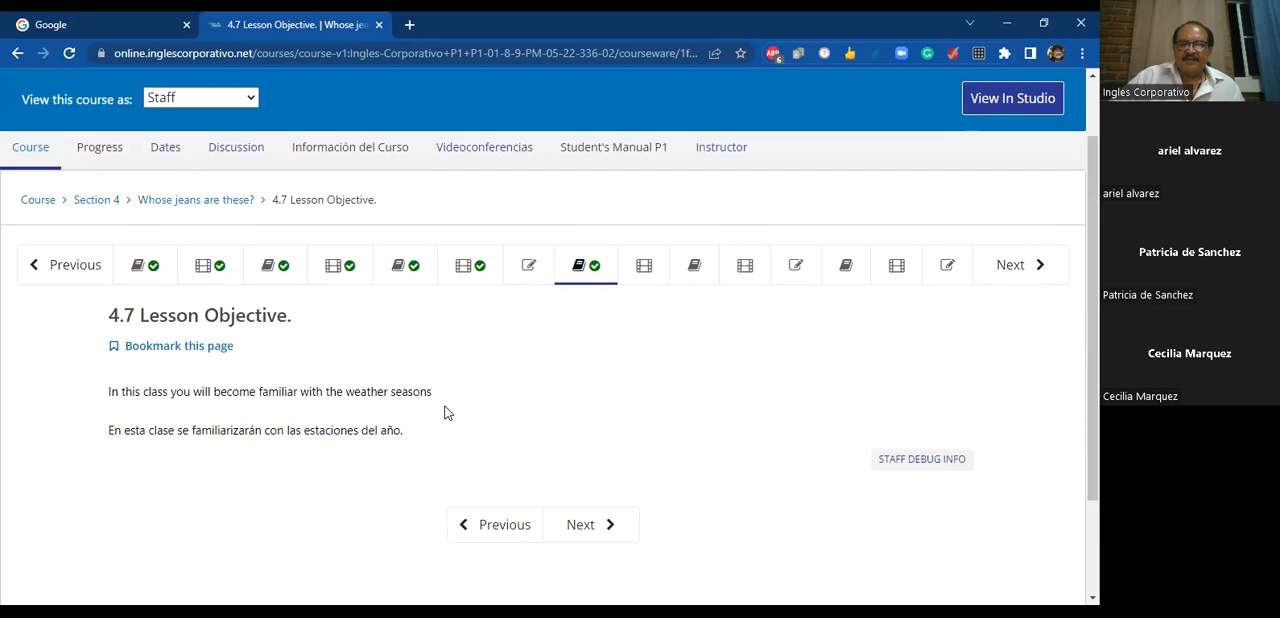 Google
4.7 Lesson Objective. | Whose jea
online.inglescorporativo.net/courses/course-v1:Ingles-Corporativo+P1+P1-01-8-9-PM-05-22-336-02/courseware/1f...
6
View this course as:
Staff
View In Studio
Course
Progress
Dates
Discussion
Información del Curso
Videoconferencias
Student's Manual P1
Instructor
Course > Section 4 > Whose jeans are these? > 4.7 Lesson Objective.
Previous
Next
4.7 Lesson Objective.
Bookmark this page
In this class you will become familiar with the weather seasons
En esta clase se familiarizarán con las estaciones del año.
STAFF DEBUG INFO
Previous
Next
Ingles Corporativo
ariel alvarez
ariel alvarez
Patricia de Sanchez
Patricia de Sanchez
Cecilia Marquez
Cecilia Marquez